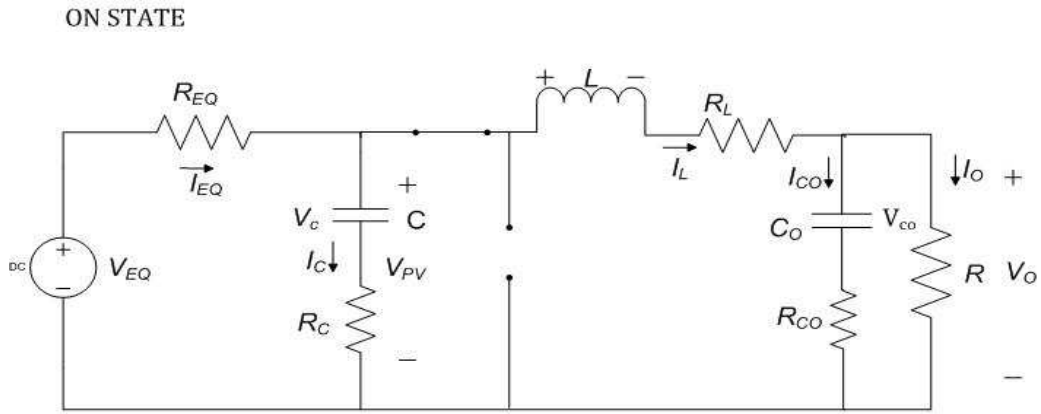 ON STATE
+ L −
R_EQ
R_L
I_EQ
I_L
I_CO
I_O
+
+
V_c
C
C_O
V_co
+
DC
V_EQ
−
I_C
V_PV
R
V_O
R_C
R_CO
−
−